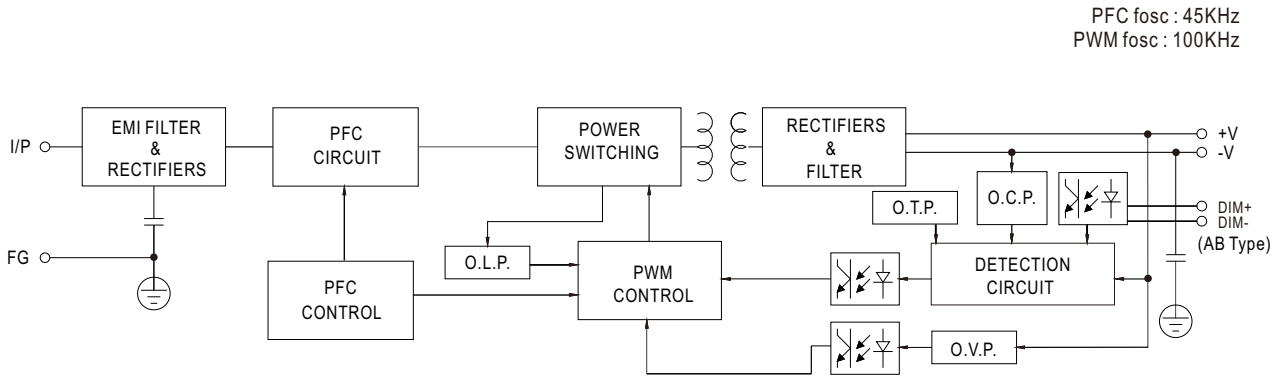 PFC fosc : 45KHz
PWM fosc : 100KHz
I/P
EMI FILTER
&
RECTIFIERS
PFC
CIRCUIT
POWER
SWITCHING
RECTIFIERS
&
FILTER
+V
-V
O.T.P.
O.C.P.
DIM+
DIM-
(AB Type)
FG
O.L.P.
PFC
CONTROL
PWM
CONTROL
DETECTION
CIRCUIT
O.V.P.